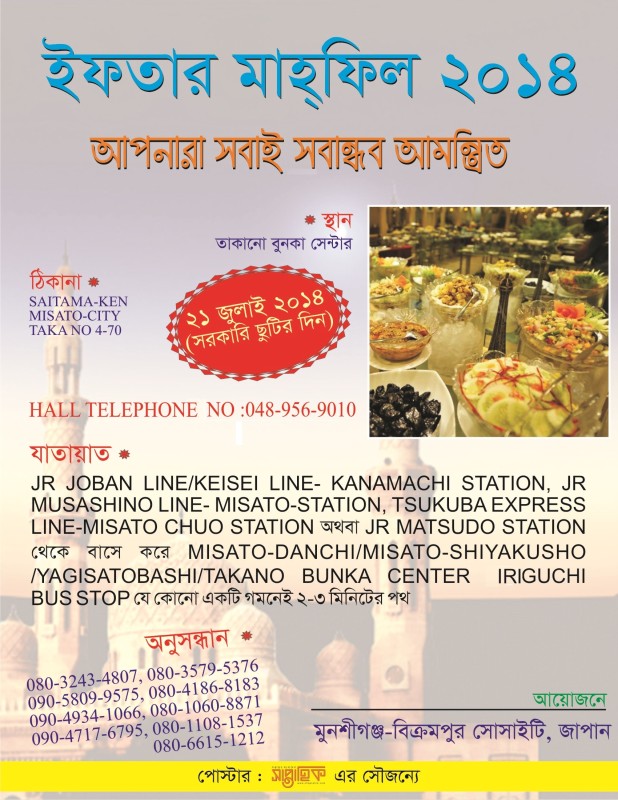 ইফতার মাহ্‌ফিল ২০১৪
আপনারা সবাই সবান্ধব আমন্ত্রিত
স্থান
তাকানো বুনকা সেন্টার
ঠিকানা
SAITAMA-KEN
MISATO-CITY
TAKA NO 4-70
২১ জুলাই ২০১৪
(সরকারি ছুটির দিন)
HALL TELEPHONE NO :048-956-9010
যাতায়াত
JR JOBAN LINE/KEISEI LINE- KANAMACHI STATION, JR
MUSASHINO LINE- MISATO-STATION, TSUKUBA EXPRESS
LINE-MISATO CHUO STATION অথবা JR MATSUDO STATION
থেকে বাসে করে MISATO-DANCHI/MISATO-SHIYAKUSHO
/YAGISATOBASHI/TAKANO BUNKA CENTER IRIGUCHI
BUS STOP যে কোনো একটি গমনেই ২-৩ মিনিটের পথ
অনুসন্ধান
080-3243-4807, 080-3579-5376
090-5809-9575, 080-4186-8183
090-4934-1066, 080-1060-8871
090-4717-6795, 080-1108-1537
080-6615-1212
আয়োজনে
মুনশীগঞ্জ-বিক্রমপুর সোসাইটি, জাপান
পোস্টার : সাপ্তাহিক এর সৌজন্যে